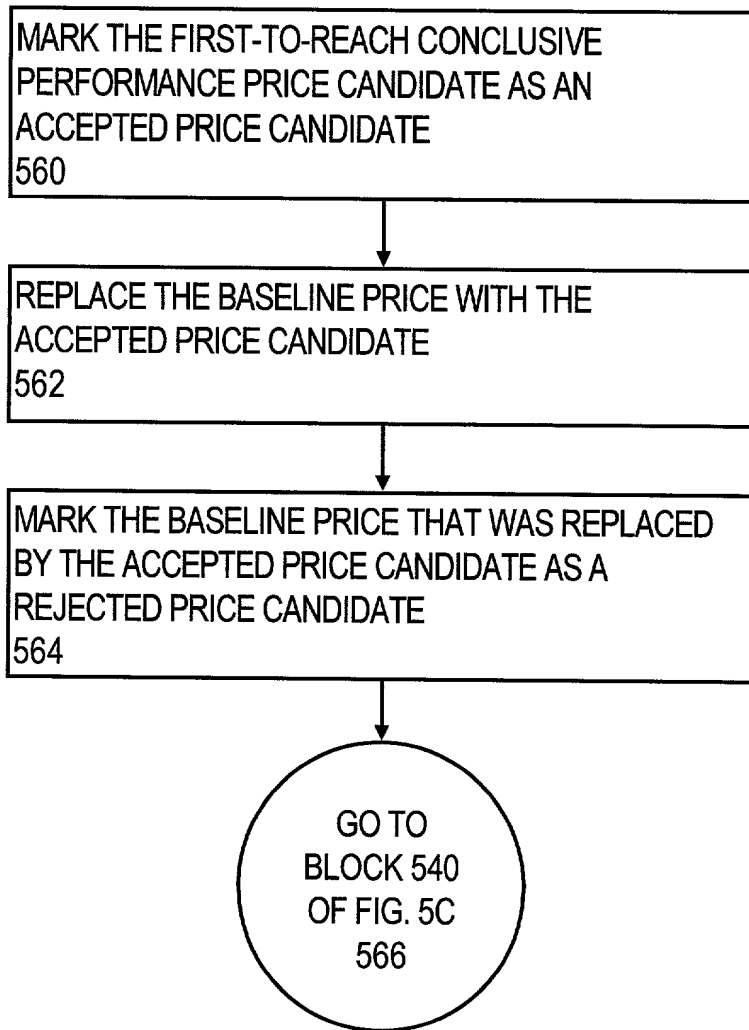 MARK THE FIRST-TO-REACH CONCLUSIVE
PERFORMANCE PRICE CANDIDATE AS AN
ACCEPTED PRICE CANDIDATE
560
REPLACE THE BASELINE PRICE WITH THE
ACCEPTED PRICE CANDIDATE
562
MARK THE BASELINE PRICE THAT WAS REPLACED
BY THE ACCEPTED PRICE CANDIDATE AS A
REJECTED PRICE CANDIDATE
564
GO TO
BLOCK 540
OF FIG. 5C
566